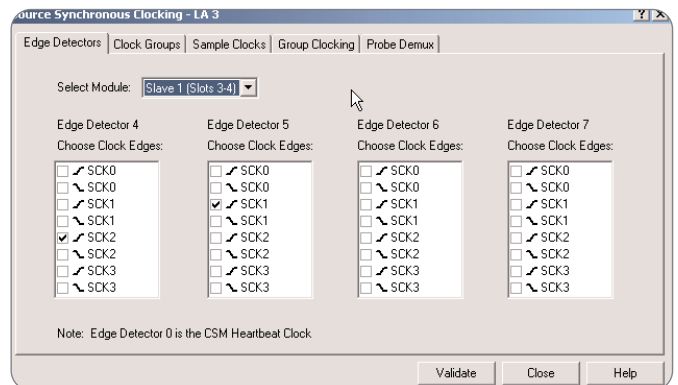 ource Synchronous Clocking - LA 3
Edge Detectors Clock Groups Sample Clocks Group Clocking Probe Demux
Select Module: Slave 1 (Slots 3-4)
Edge Detector 4 Edge Detector 5 Edge Detector 6 Edge Detector 7
Choose Clock Edges: Choose Clock Edges: Choose Clock Edges: Choose Clock Edges:
SCK0 SCK0 SCK0 SCK0
SCK0 SCK0 SCK0 SCK0
SCK1 SCK1 SCK1 SCK1
SCK1 SCK1 SCK1 SCK1
SCK2 SCK2 SCK2 SCK2
SCK2 SCK2 SCK2 SCK2
SCK3 SCK3 SCK3 SCK3
SCK3 SCK3 SCK3 SCK3
Note: Edge Detector 0 is the CSM Heartbeat Clock
Validate Close Help